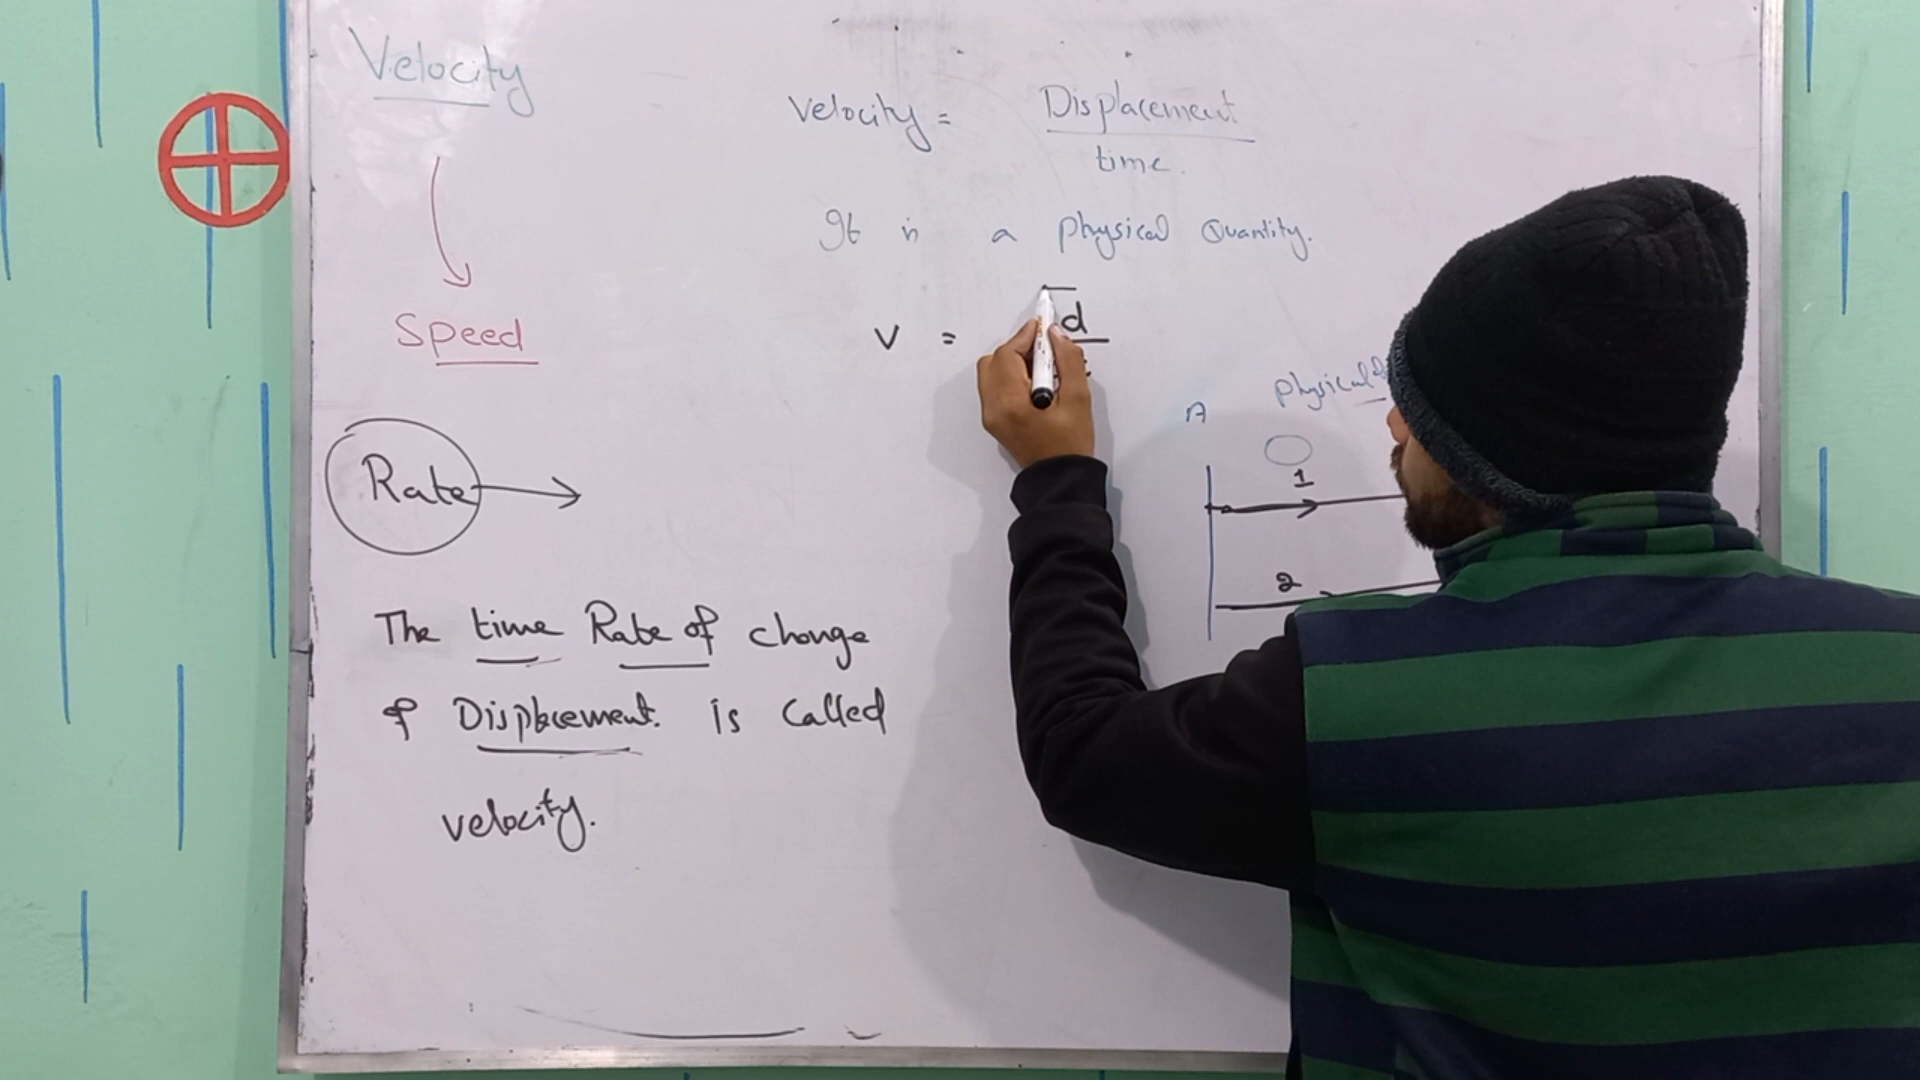 Velocity
Velocity = Displacement
time.
It is a physical Quantity.
Speed
V = d
A
physical
Rate
1
2
The time Rate of change
of Displacement. is called
velocity.